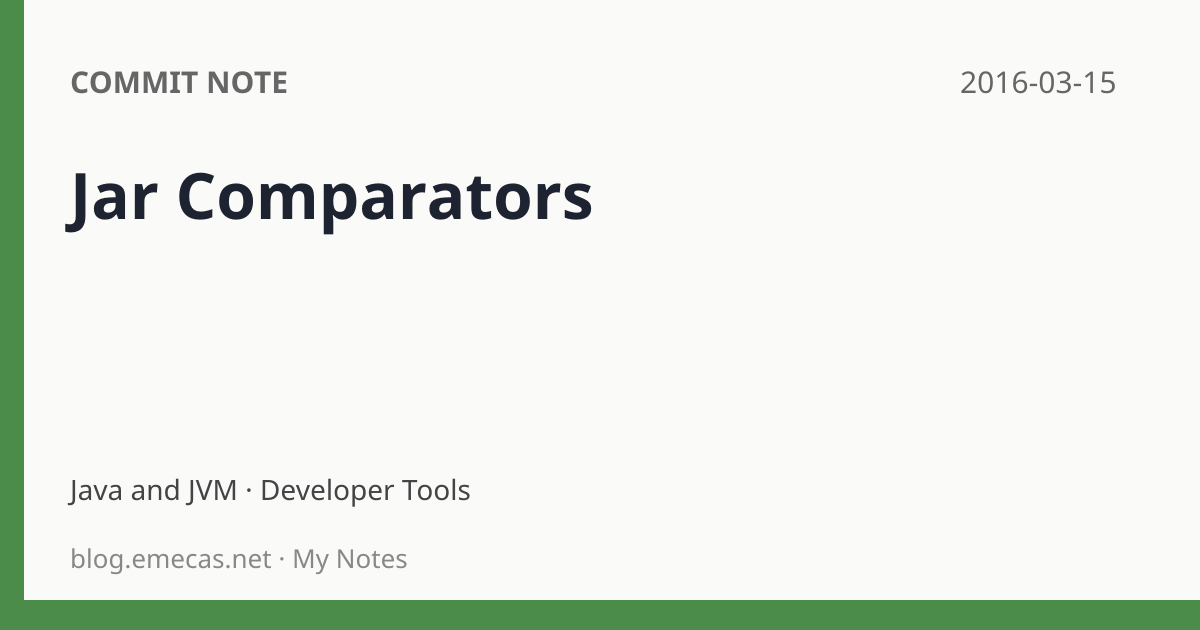 COMMIT NOTE
2016-03-15
Jar Comparators
Java and JVM · Developer Tools
blog.emecas.net · My Notes